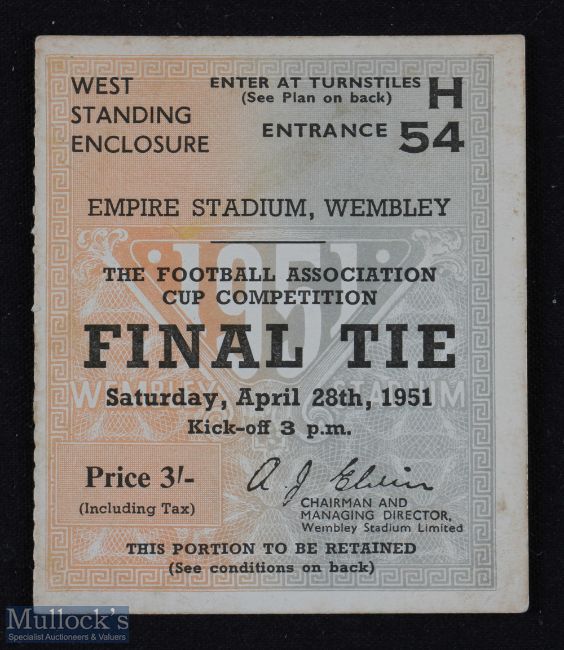 WEST
STANDING
ENCLOSURE
ENTER AT TURNSTILES H
(See Plan on back)
ENTRANCE 54
EMPIRE STADIUM, WEMBLEY
1951
THE FOOTBALL ASSOCIATION
CUP COMPETITION
FINAL TIE
WEMBLEY STADIUM
Saturday, April 28th, 1951
Kick-off 3 p.m.
Price 3/-
(Including Tax)
A J Elvin
CHAIRMAN AND
MANAGING DIRECTOR,
Wembley Stadium Limited
THIS PORTION TO BE RETAINED
(See conditions on back)
Mullock's
Specialist Auctioneers & Valuers